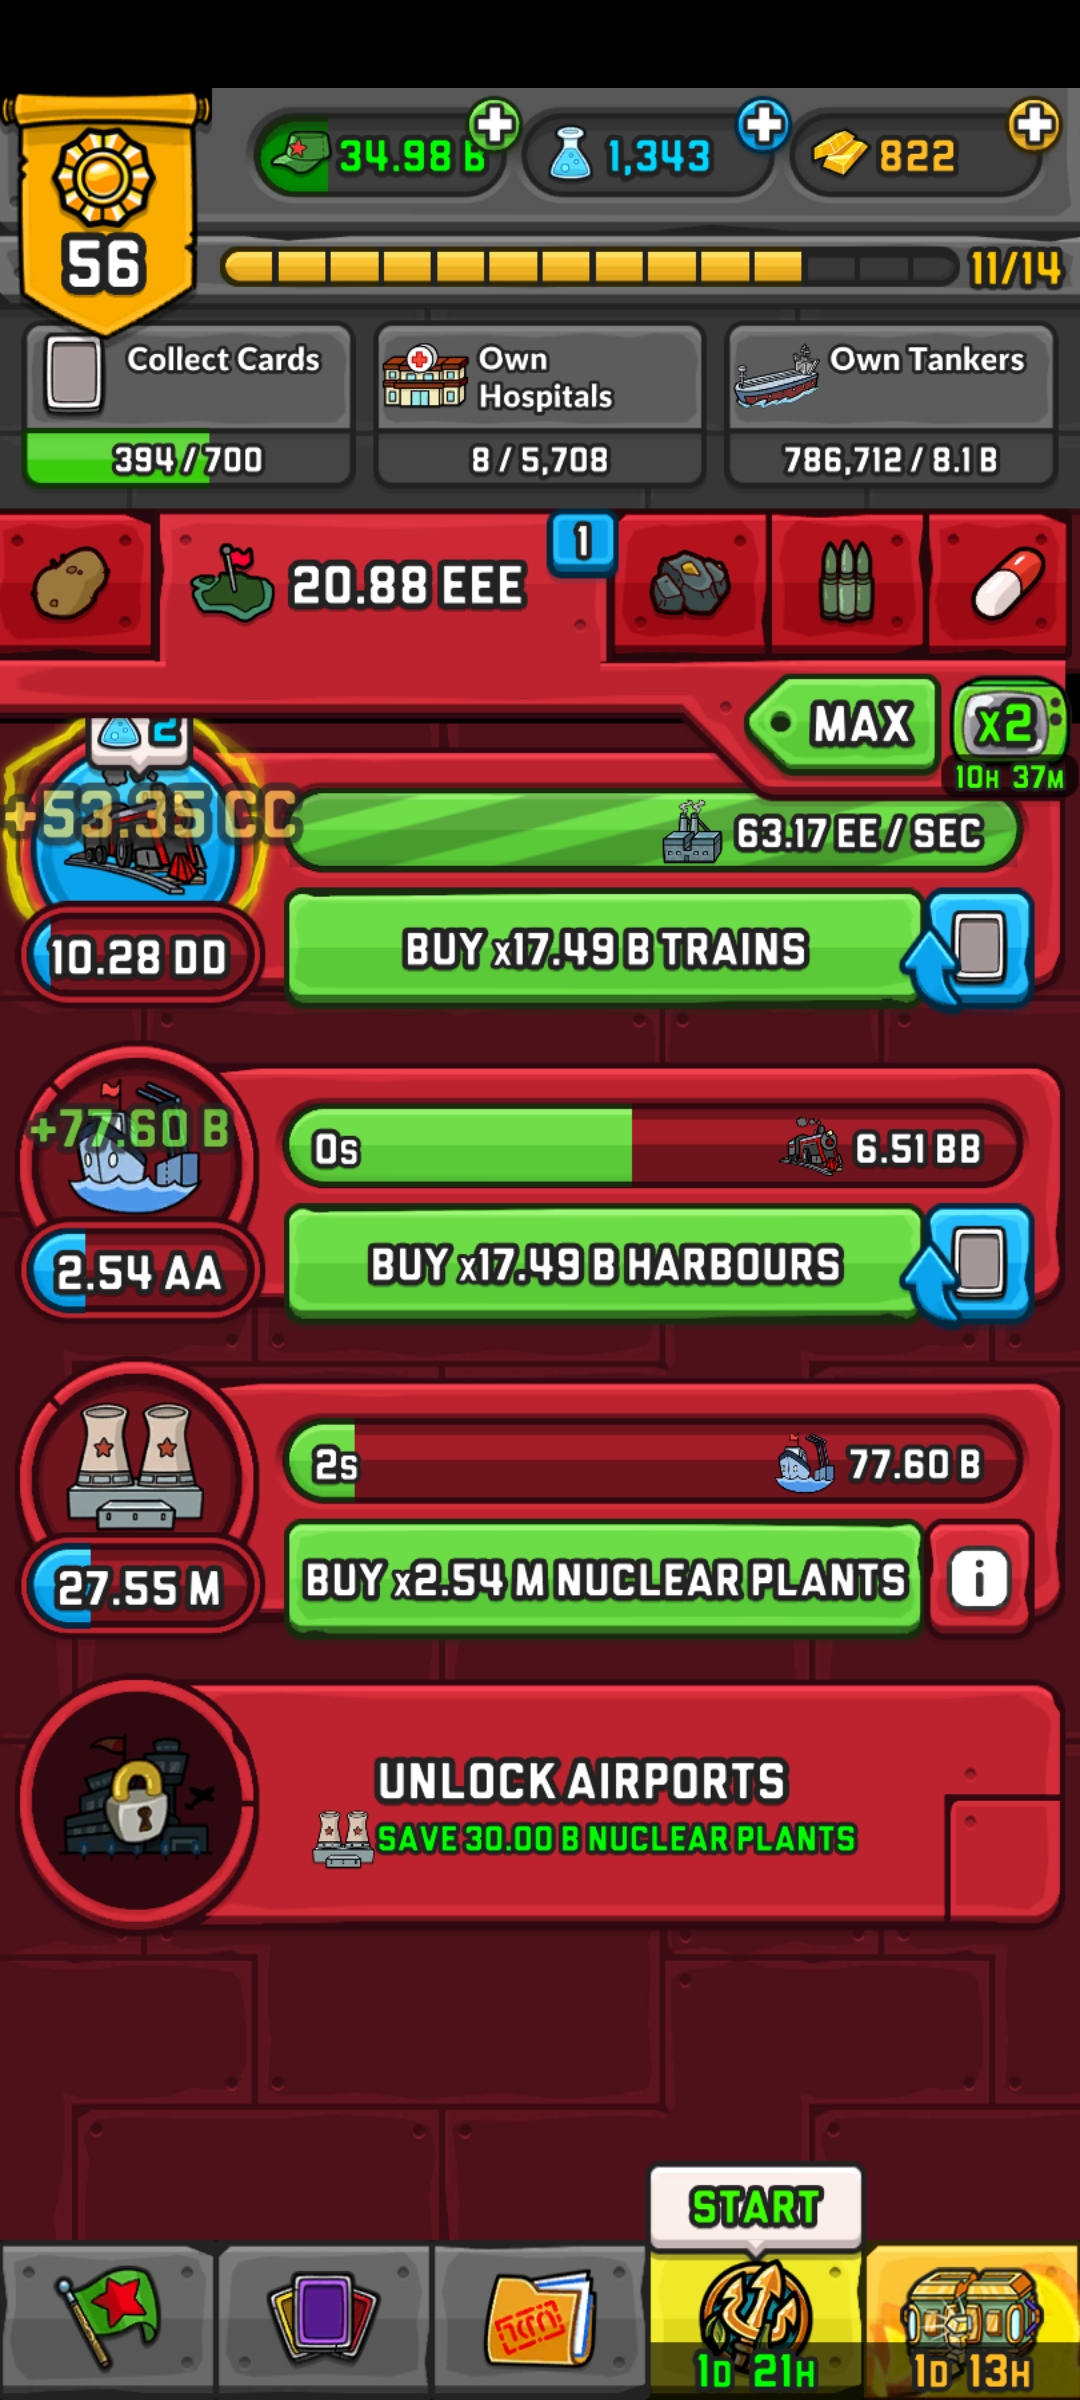 34.98 B
1,343
822
56
11/14
Collect Cards
394/700
Own
Hospitals
8/5,708
Own Tankers
786,712/8.1 B
20.88 EEE
1
MAX
x2
10H 37M
2
+53.35 CC
63.17 EE/SEC
10.28 DD
BUY x17.49 B TRAINS
+77.60 B
0s
6.51 BB
2.54 AA
BUY x17.49 B HARBOURS
2s
77.60 B
27.55 M
BUY x2.54 M NUCLEAR PLANTS
i
UNLOCK AIRPORTS
SAVE 30.00 B NUCLEAR PLANTS
START
1D 21H
1D 13H